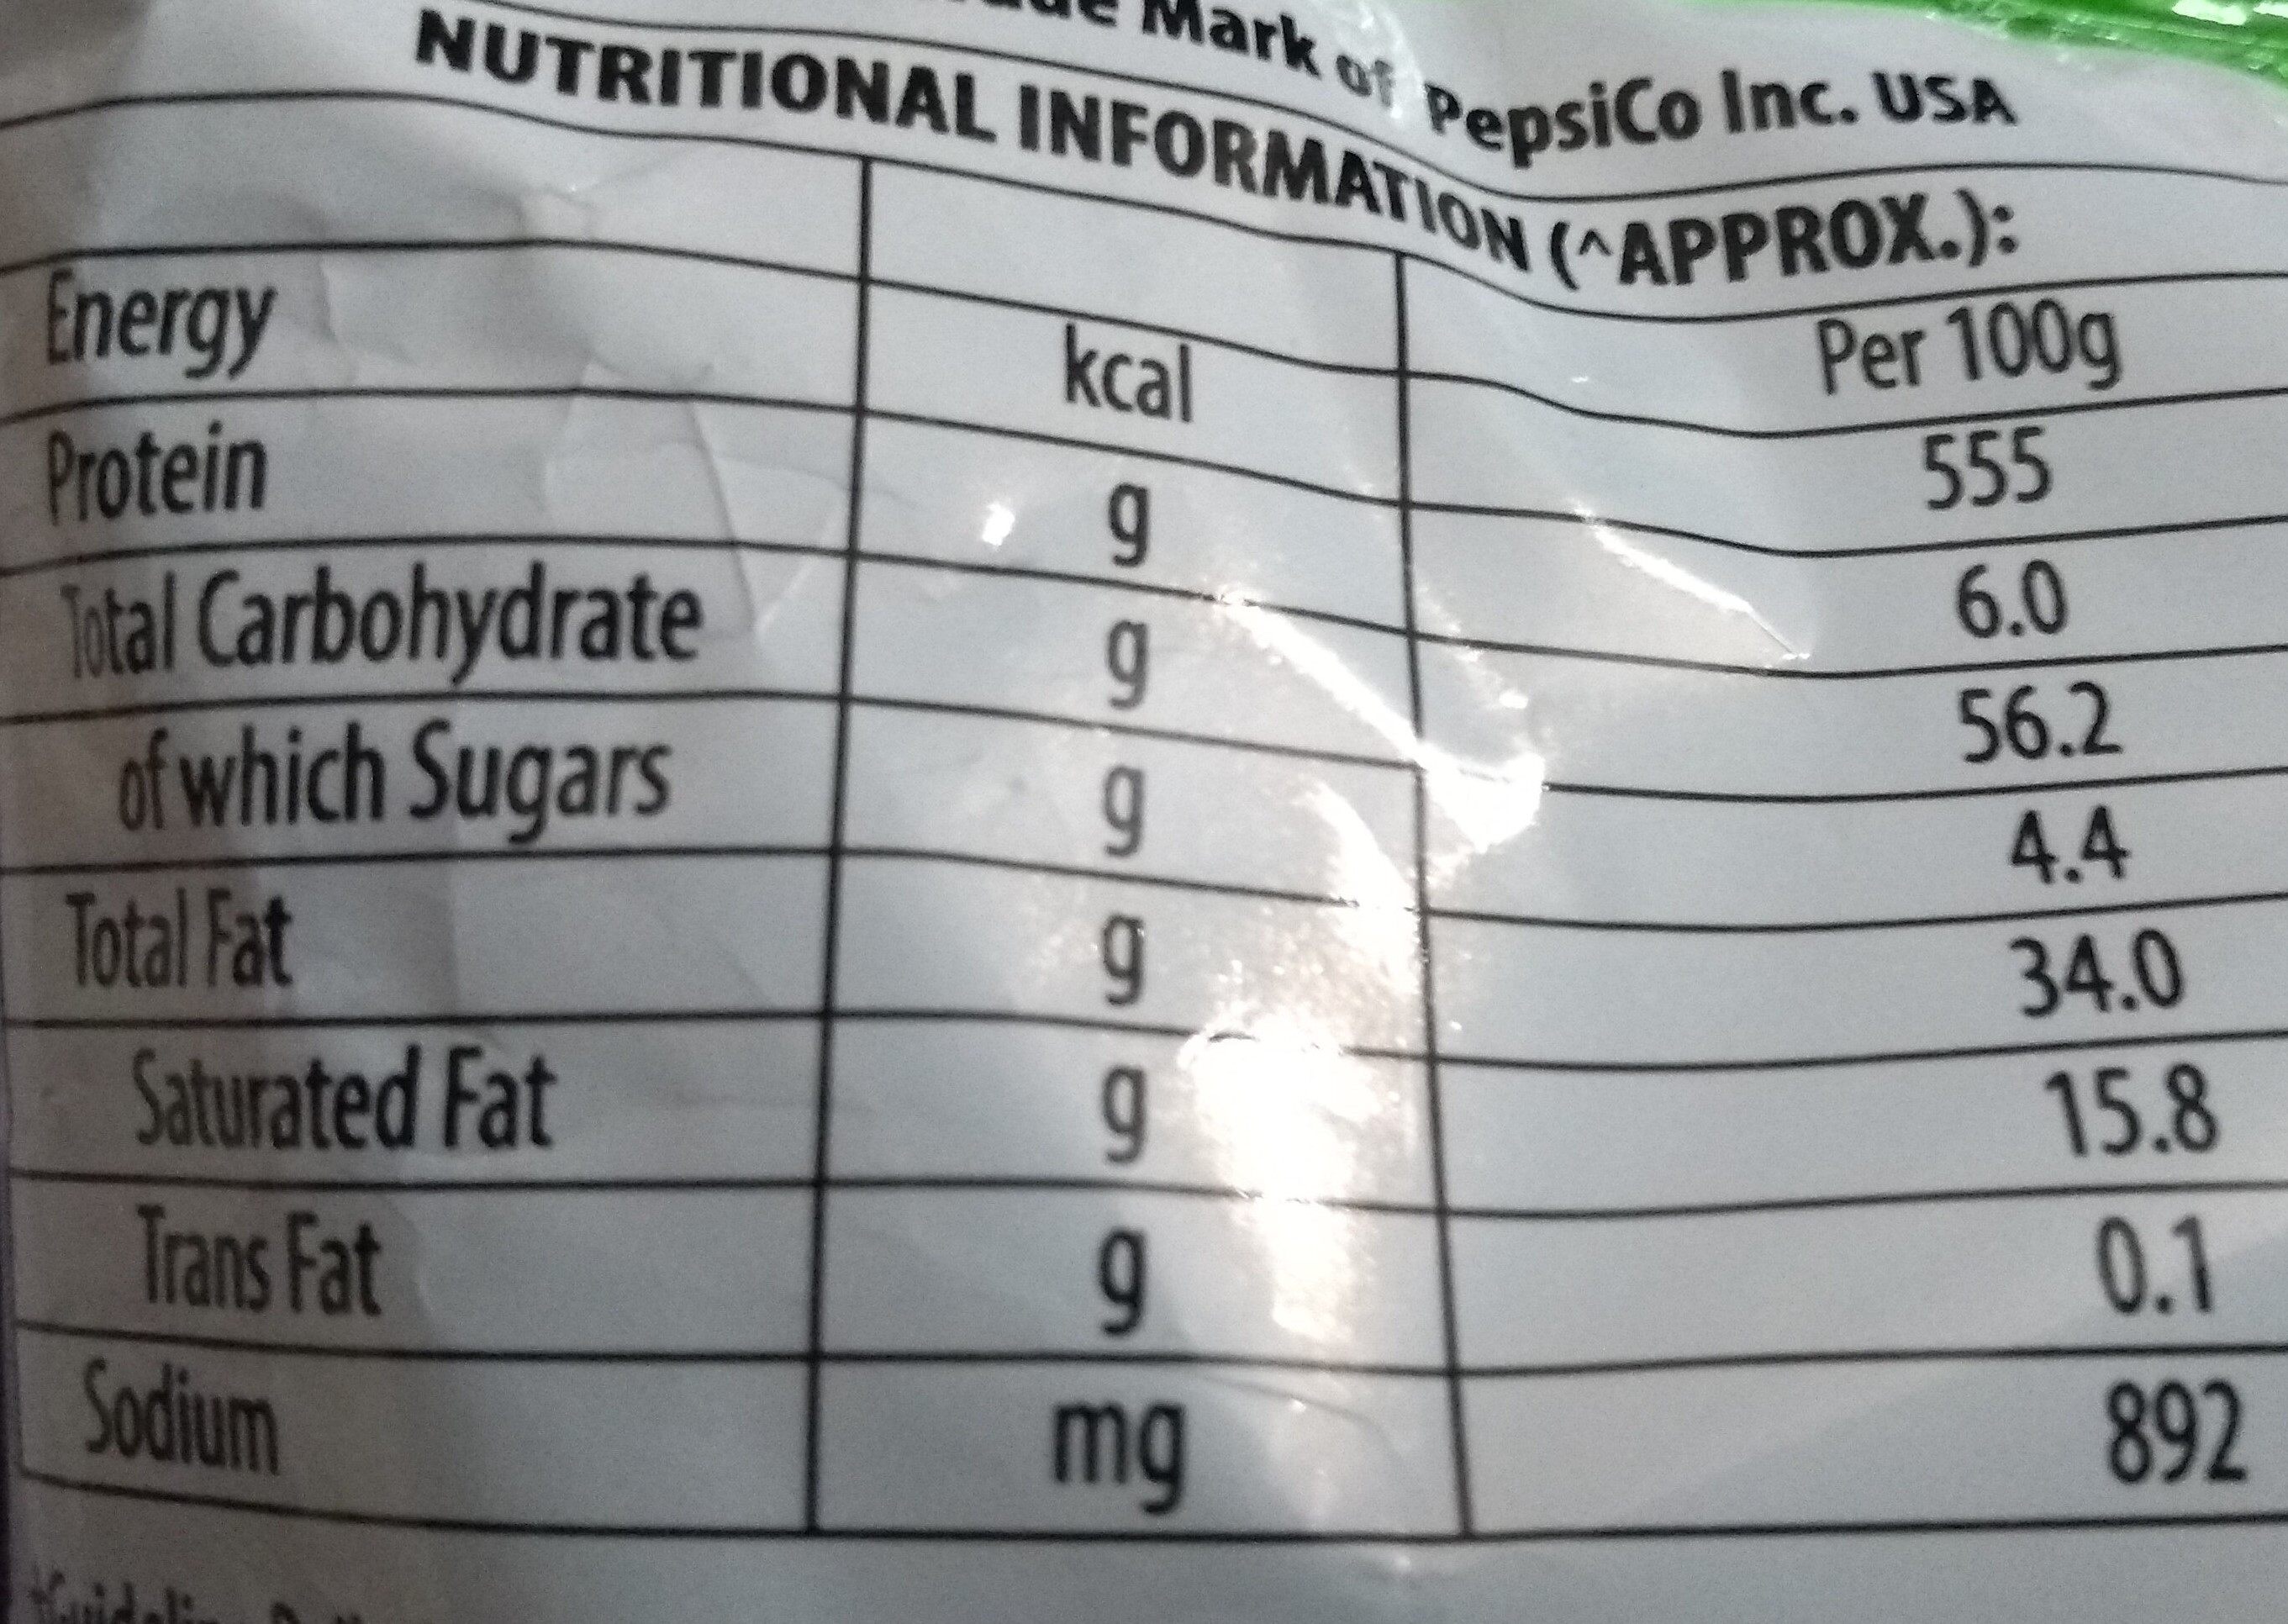 Mark of PepsiCo Inc. USA
NUTRITIONAL INFORMATION (^APPROX.):
Per 100g
Energy kcal 555
Protein g 6.0
Total Carbohydrate g 56.2
of which Sugars g 4.4
Total Fat g 34.0
Saturated Fat g 15.8
Trans Fat g 0.1
Sodium mg 892